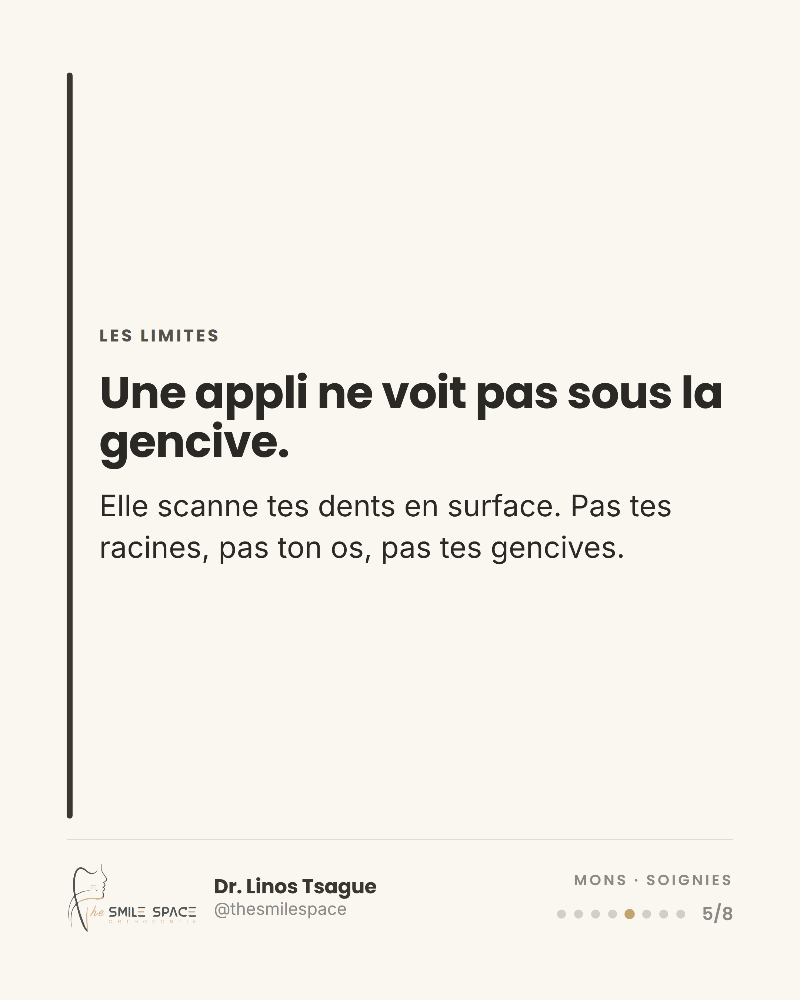 LES LIMITES
Une appli ne voit pas sous la
gencive.
Elle scanne tes dents en surface. Pas tes
racines, pas ton os, pas tes gencives.
he SMILE SPACE
ORTHODONTIE
Dr. Linos Tsague
@thesmilespace
MONS · SOIGNIES
5/8